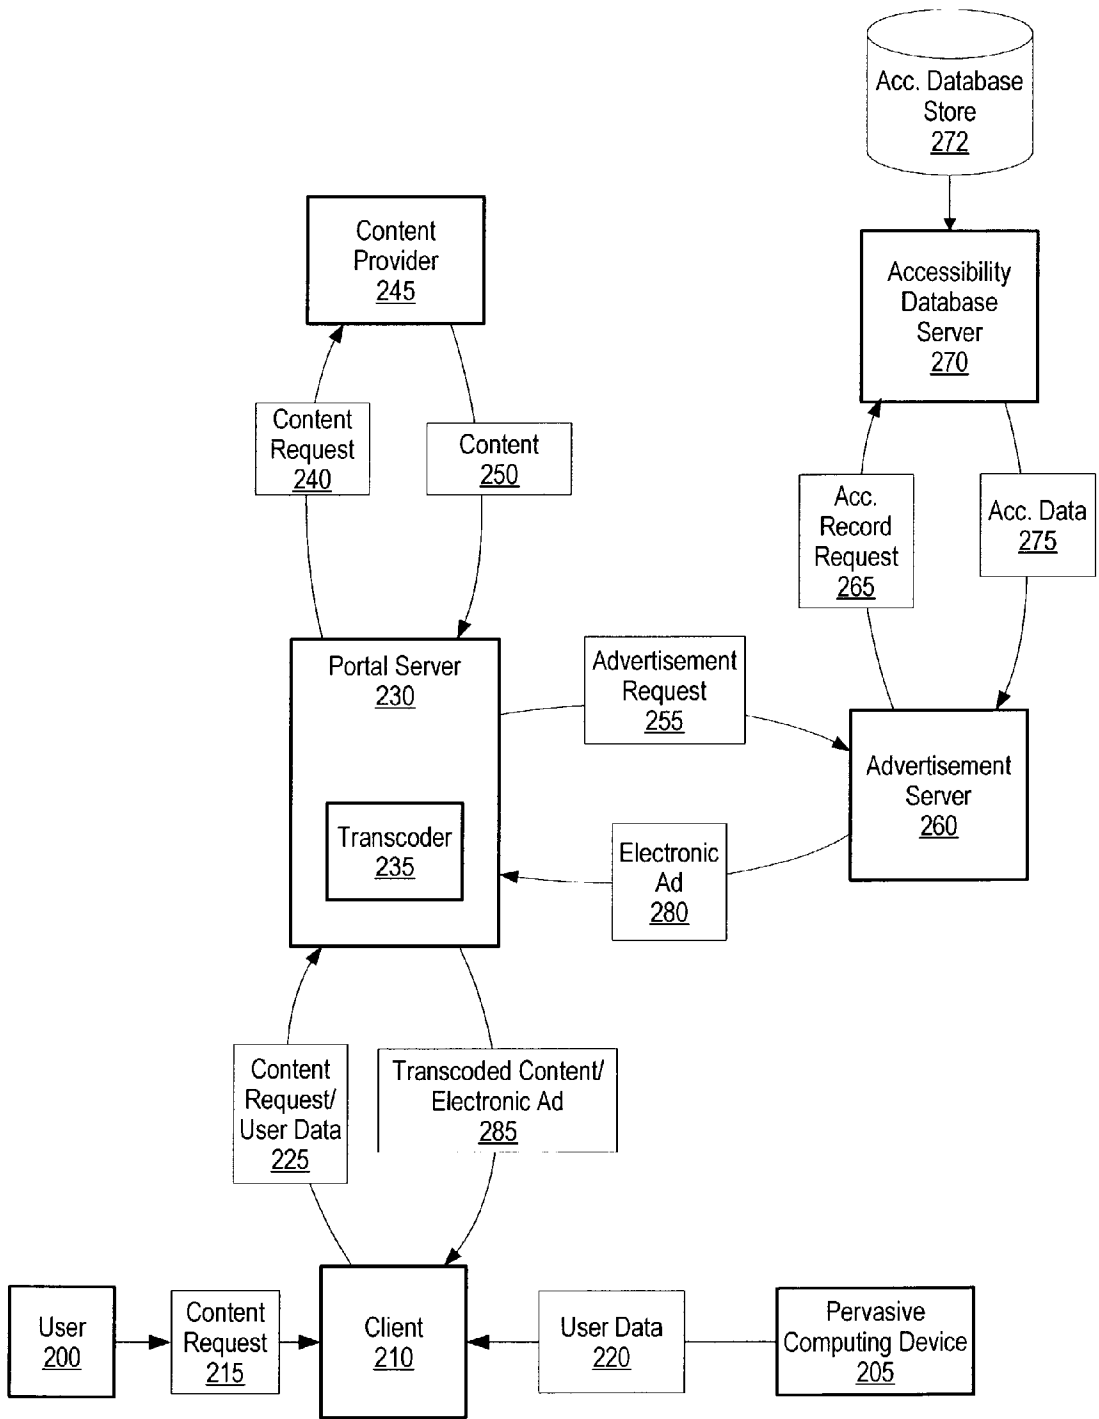 Acc. Database
Store
272
Content
Provider
245
Accessibility
Database
Server
270
Content
Request
240
Content
250
Acc.
Record
Request
265
Acc. Data
275
Portal Server
230
Advertisement
Request
255
Advertisement
Server
260
Transcoder
235
Electronic
Ad
280
Content
Request/
User Data
225
Transcoded Content/
Electronic Ad
285
User
200
Content
Request
215
Client
210
User Data
220
Pervasive
Computing Device
205